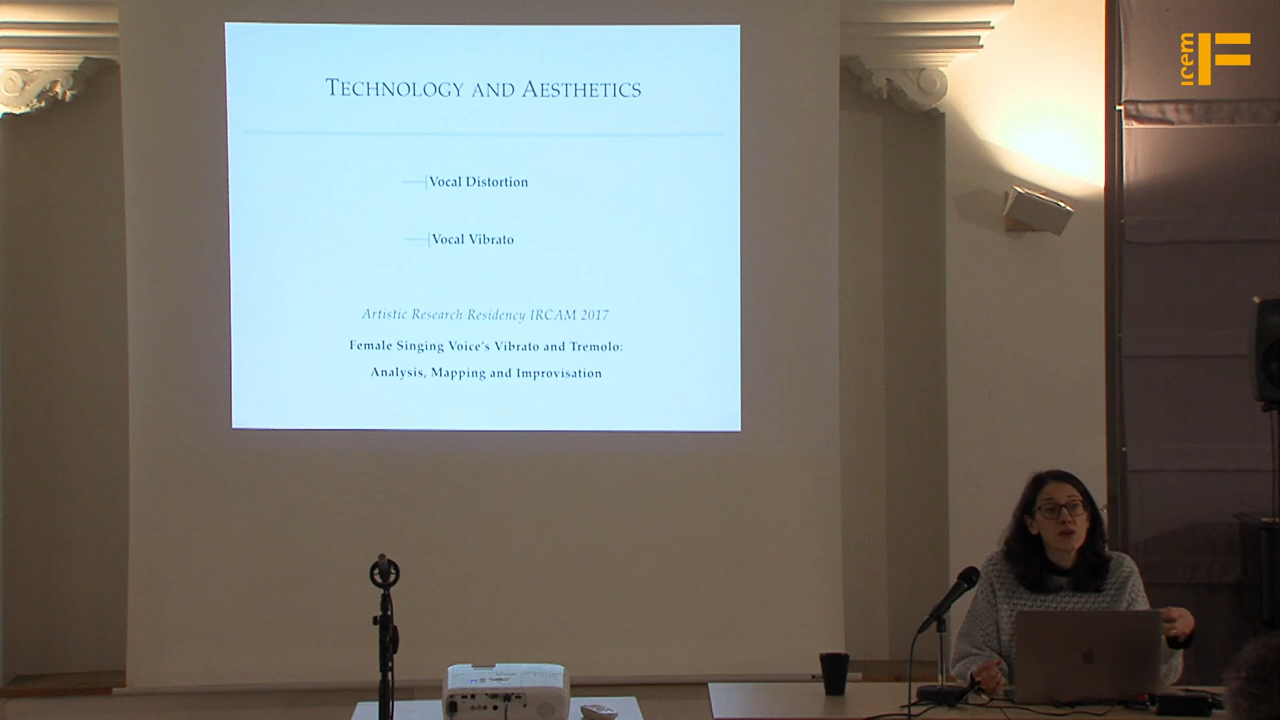 TECHNOLOGY AND AESTHETICS
Vocal Distortion
Vocal Vibrato
Artistic Research Residency IRCAM 2017
Female Singing Voice's Vibrato and Tremolo:
Analysis, Mapping and Improvisation
icem
F